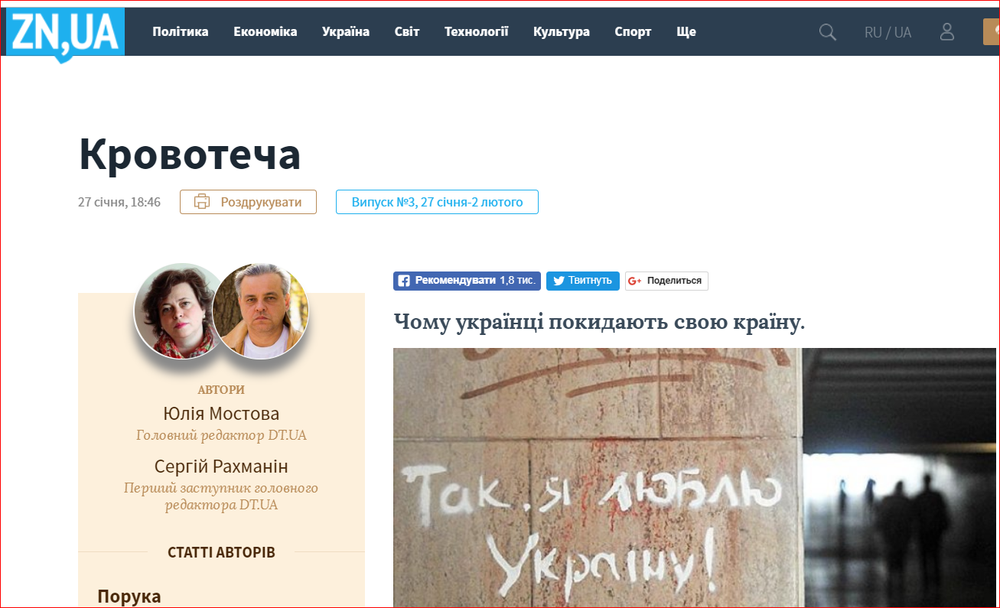 ZN,UA
Політика Економіка Україна Світ Технології Культура Спорт Ще
RU / UA
Кровотеча
27 січня, 18:46
Роздрукувати
Випуск №3, 27 січня-2 лютого
Рекомендувати 1,8 тис.
Твитнуть
G+ Поделиться
АВТОРИ
Юлія Мостова
Головний редактор DT.UA
Сергій Рахманін
Перший заступник головного
редактора DT.UA
СТАТТІ АВТОРІВ
Порука
Чому українці покидають свою країну.
Так, я люблю
Україну!